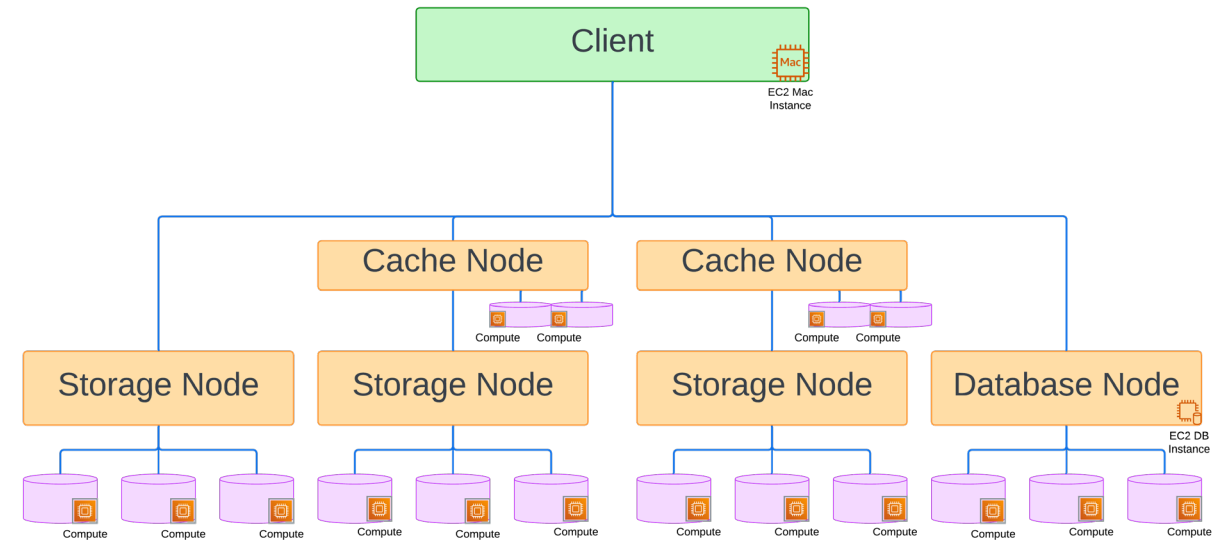 Client
Mac
EC2 Mac
Instance
Cache Node
Cache Node
Compute
Compute
Compute
Compute
Storage Node
Storage Node
Storage Node
Database Node
EC2 DB
Instance
Compute
Compute
Compute
Compute
Compute
Compute
Compute
Compute
Compute
Compute
Compute
Compute